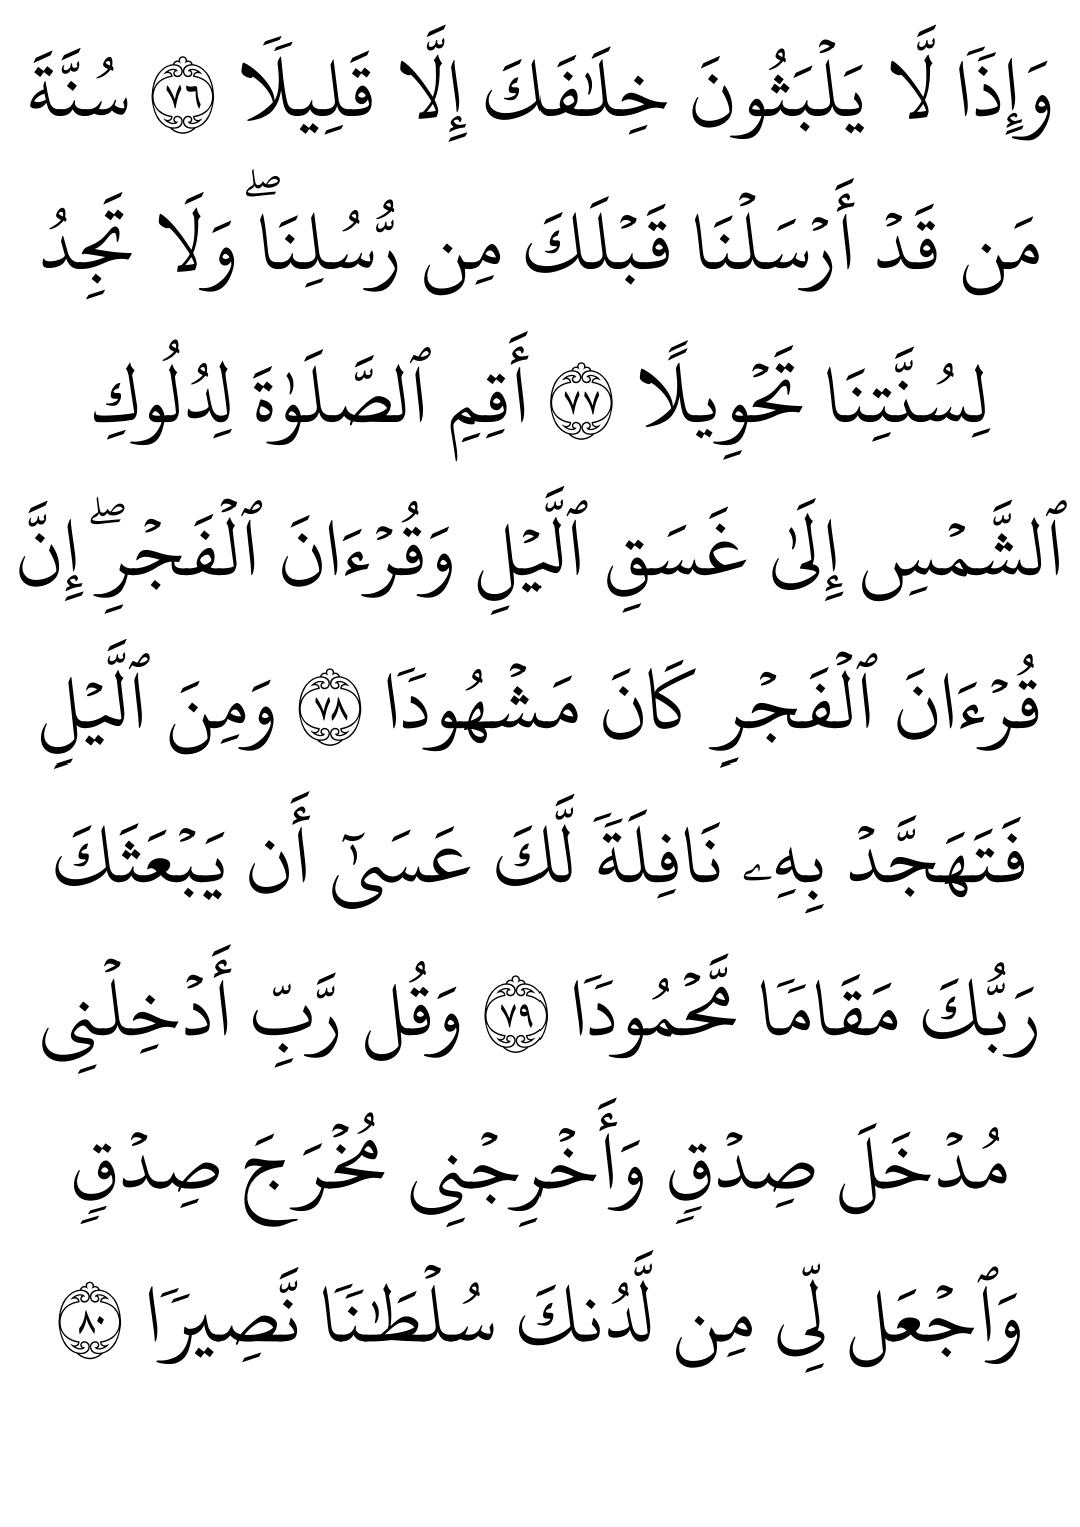 وَإِذٗا لَّا يَلۡبَثُونَ خِلَٰفَكَ إِلَّا قَلِيلٗا ٧٦ سُنَّةَ
مَن قَدۡ أَرۡسَلۡنَا قَبۡلَكَ مِن رُّسُلِنَاۖ وَلَا تَجِدُ
لِسُنَّتِنَا تَحۡوِيلًا ٧٧ أَقِمِ ٱلصَّلَوٰةَ لِدُلُوكِ
ٱلشَّمۡسِ إِلَىٰ غَسَقِ ٱلَّيۡلِ وَقُرۡءَانَ ٱلۡفَجۡرِۖ إِنَّ
قُرۡءَانَ ٱلۡفَجۡرِ كَانَ مَشۡهُودٗا ٧٨ وَمِنَ ٱلَّيۡلِ
فَتَهَجَّدۡ بِهِۦ نَافِلَةٗ لَّكَ عَسَىٰٓ أَن يَبۡعَثَكَ
رَبُّكَ مَقَامٗا مَّحۡمُودٗا ٧٩ وَقُل رَّبِّ أَدۡخِلۡنِي
مُدۡخَلَ صِدۡقٖ وَأَخۡرِجۡنِي مُخۡرَجَ صِدۡقٖ
وَٱجۡعَل لِّي مِن لَّدُنكَ سُلۡطَٰنٗا نَّصِيرٗا ٨٠